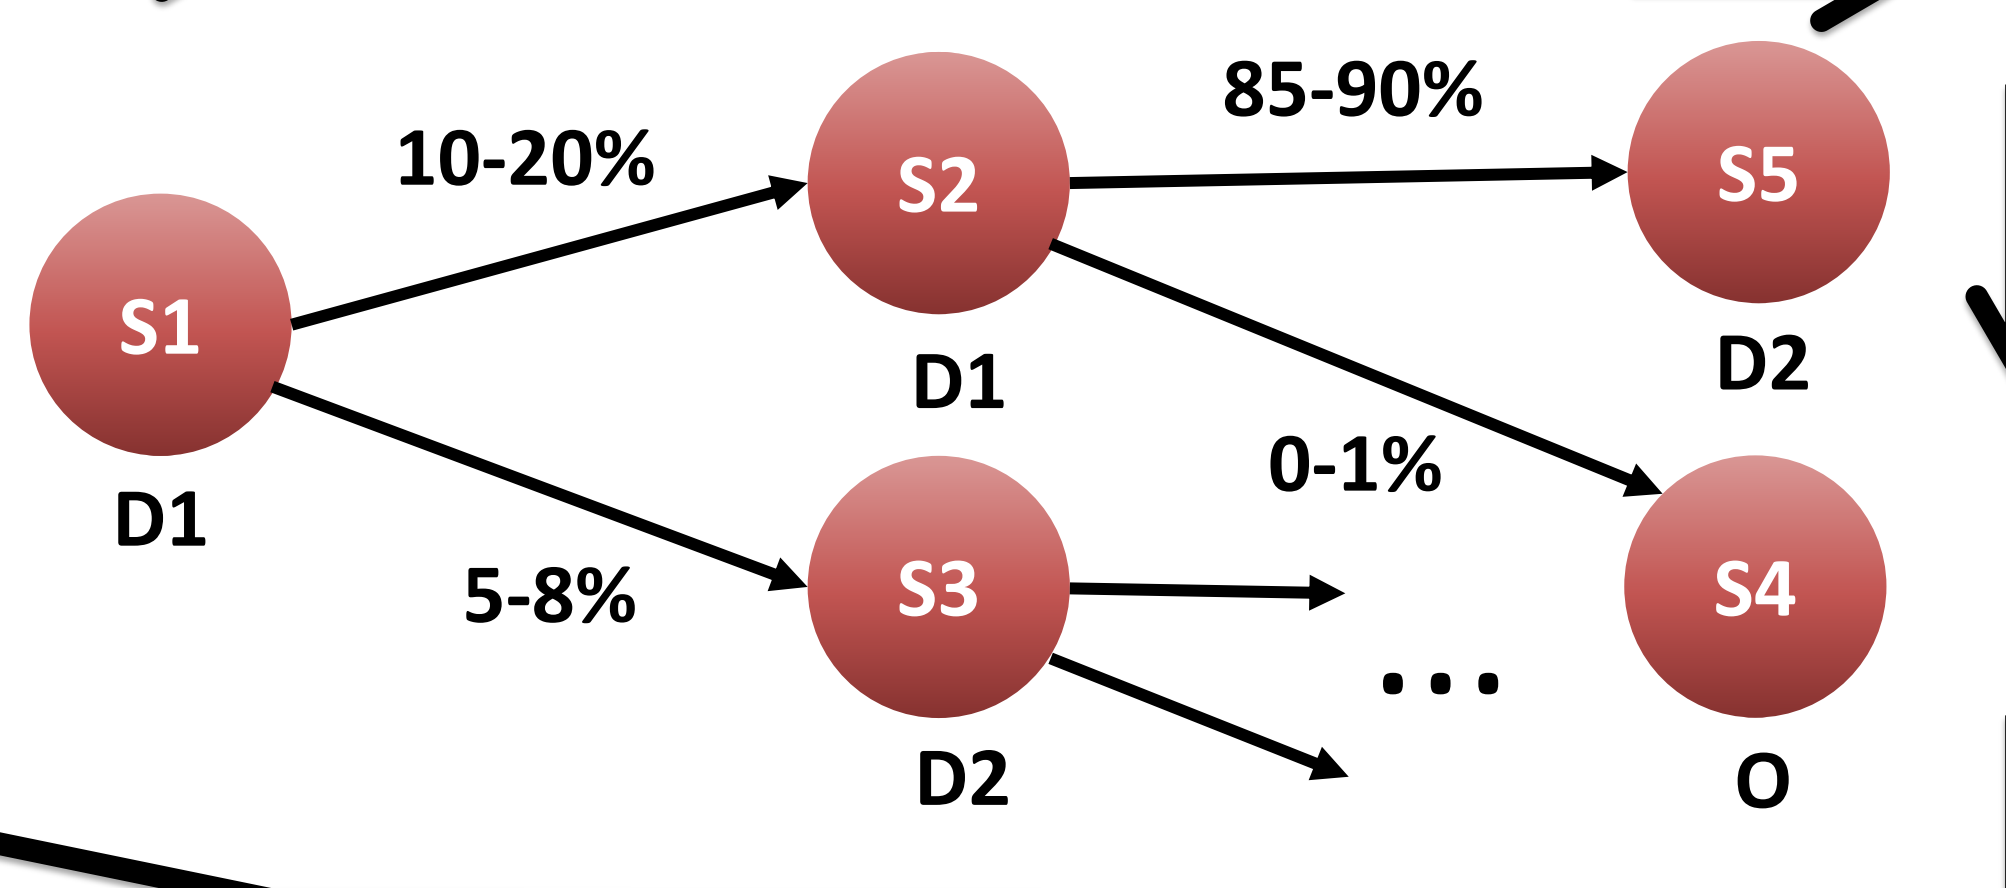 85-90%
10-20%
S2
S5
S1
D2
D1
0-1%
D1
5-8%
S3
S4
...
D2
O